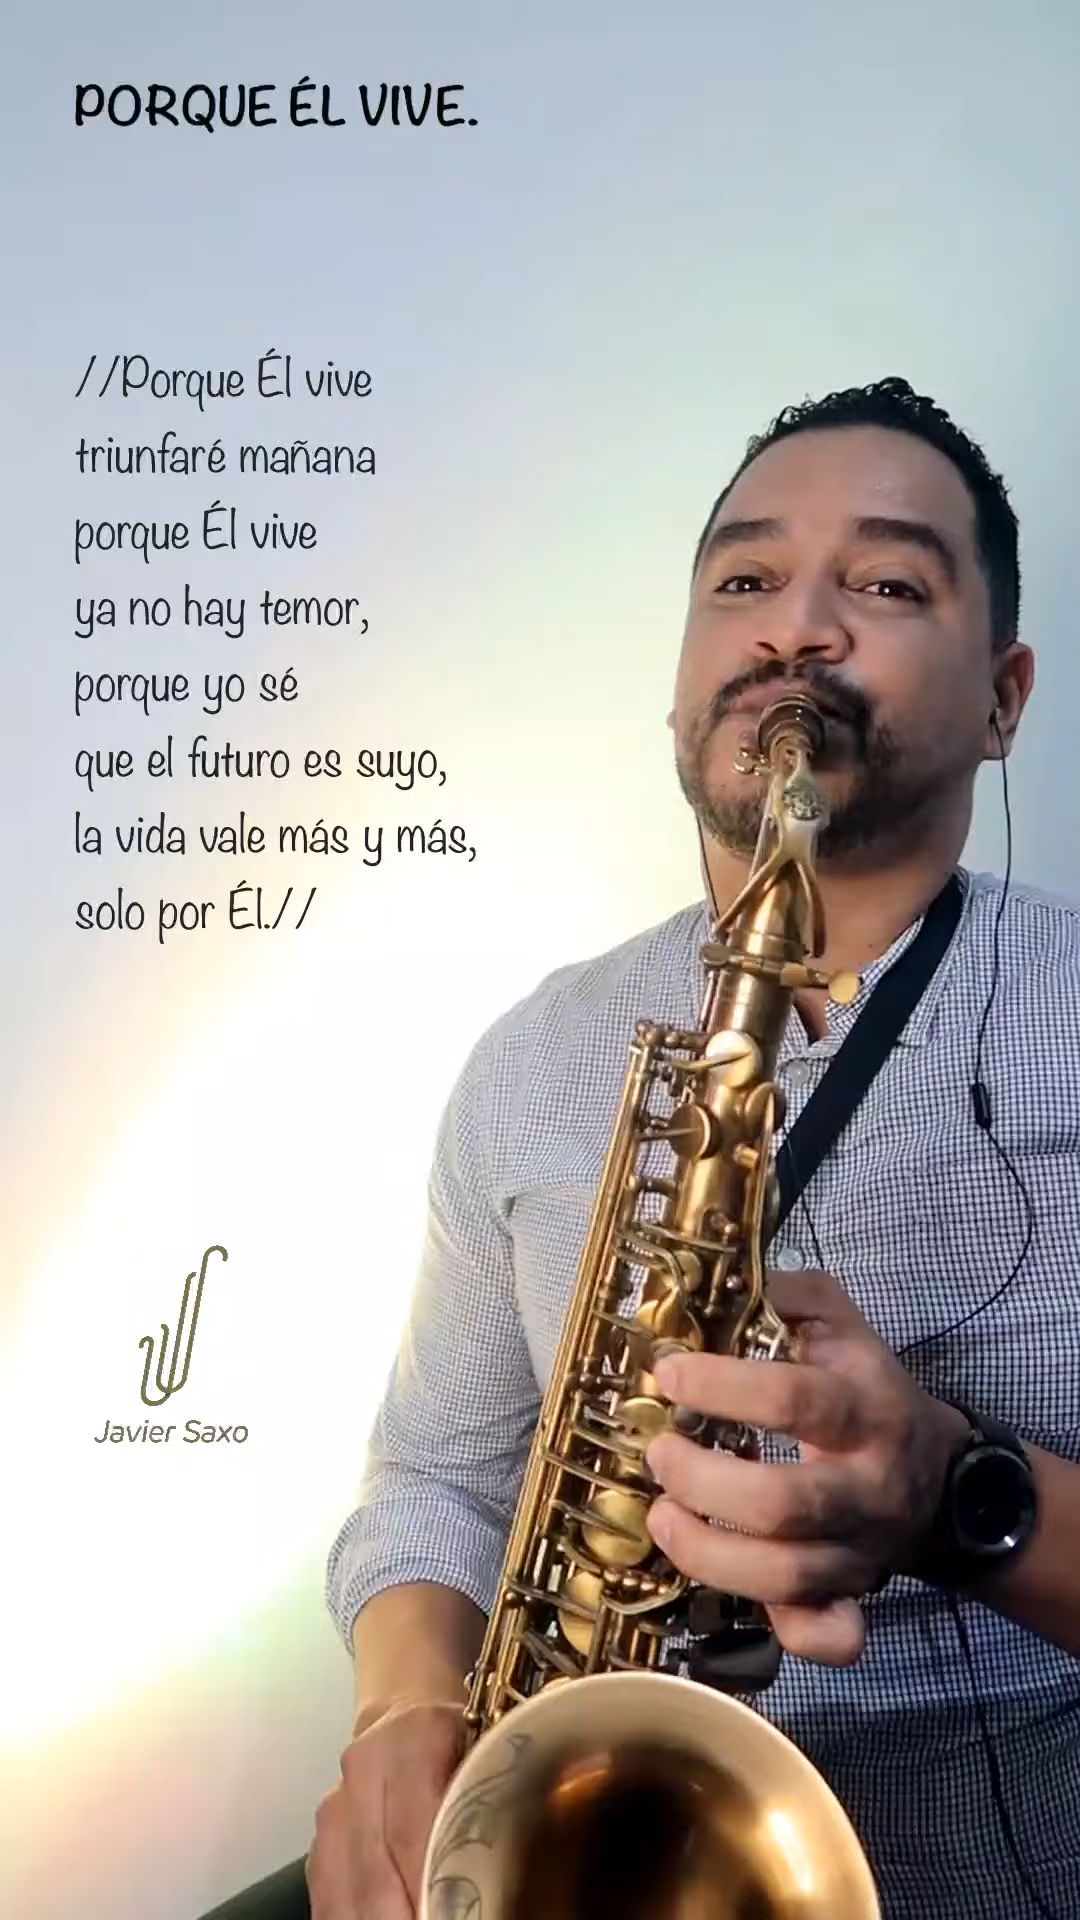 PORQUE ÉL VIVE.
//Porque Él vive
triunfaré mañana
porque Él vive
ya no hay temor,
porque yo sé
que el futuro es suyo,
la vida vale más y más,
solo por Él.//
Javier Saxo